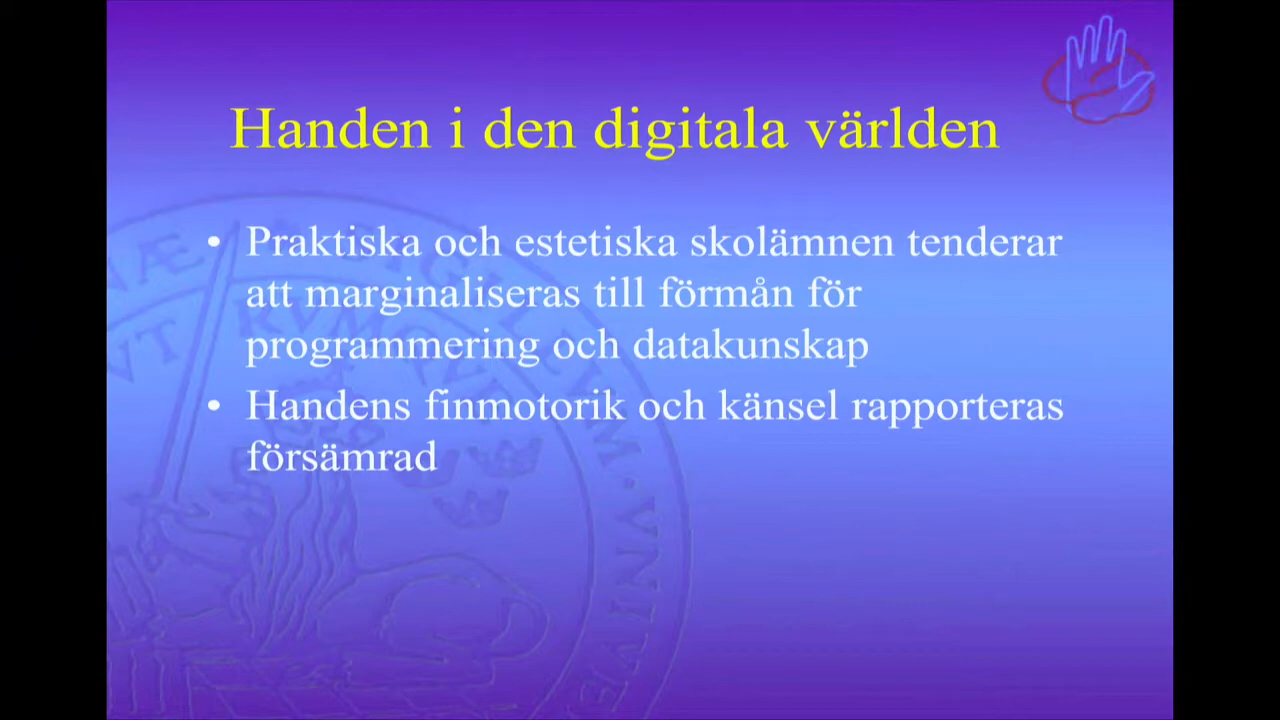 Handen i den digitala världen
• Praktiska och estetiska skolämnen tenderar
att marginaliseras till förmån för
programmering och datakunskap
• Handens finmotorik och känsel rapporteras
försämrad